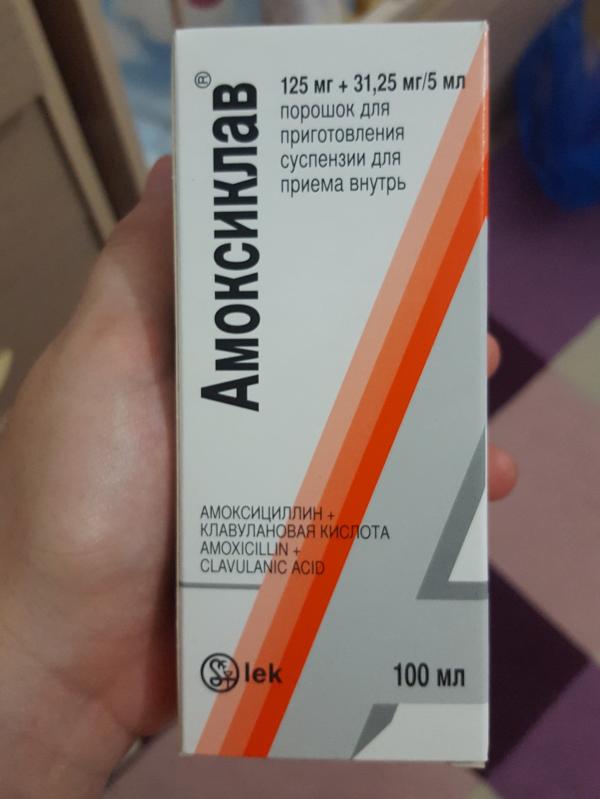 Амоксиклав®
125 мг + 31,25 мг/5 мл
порошок для
приготовления
суспензии для
приема внутрь
АМОКСИЦИЛЛИН +
КЛАВУЛАНОВАЯ КИСЛОТА
AMOXICILLIN +
CLAVULANIC ACID
lek
100 мл